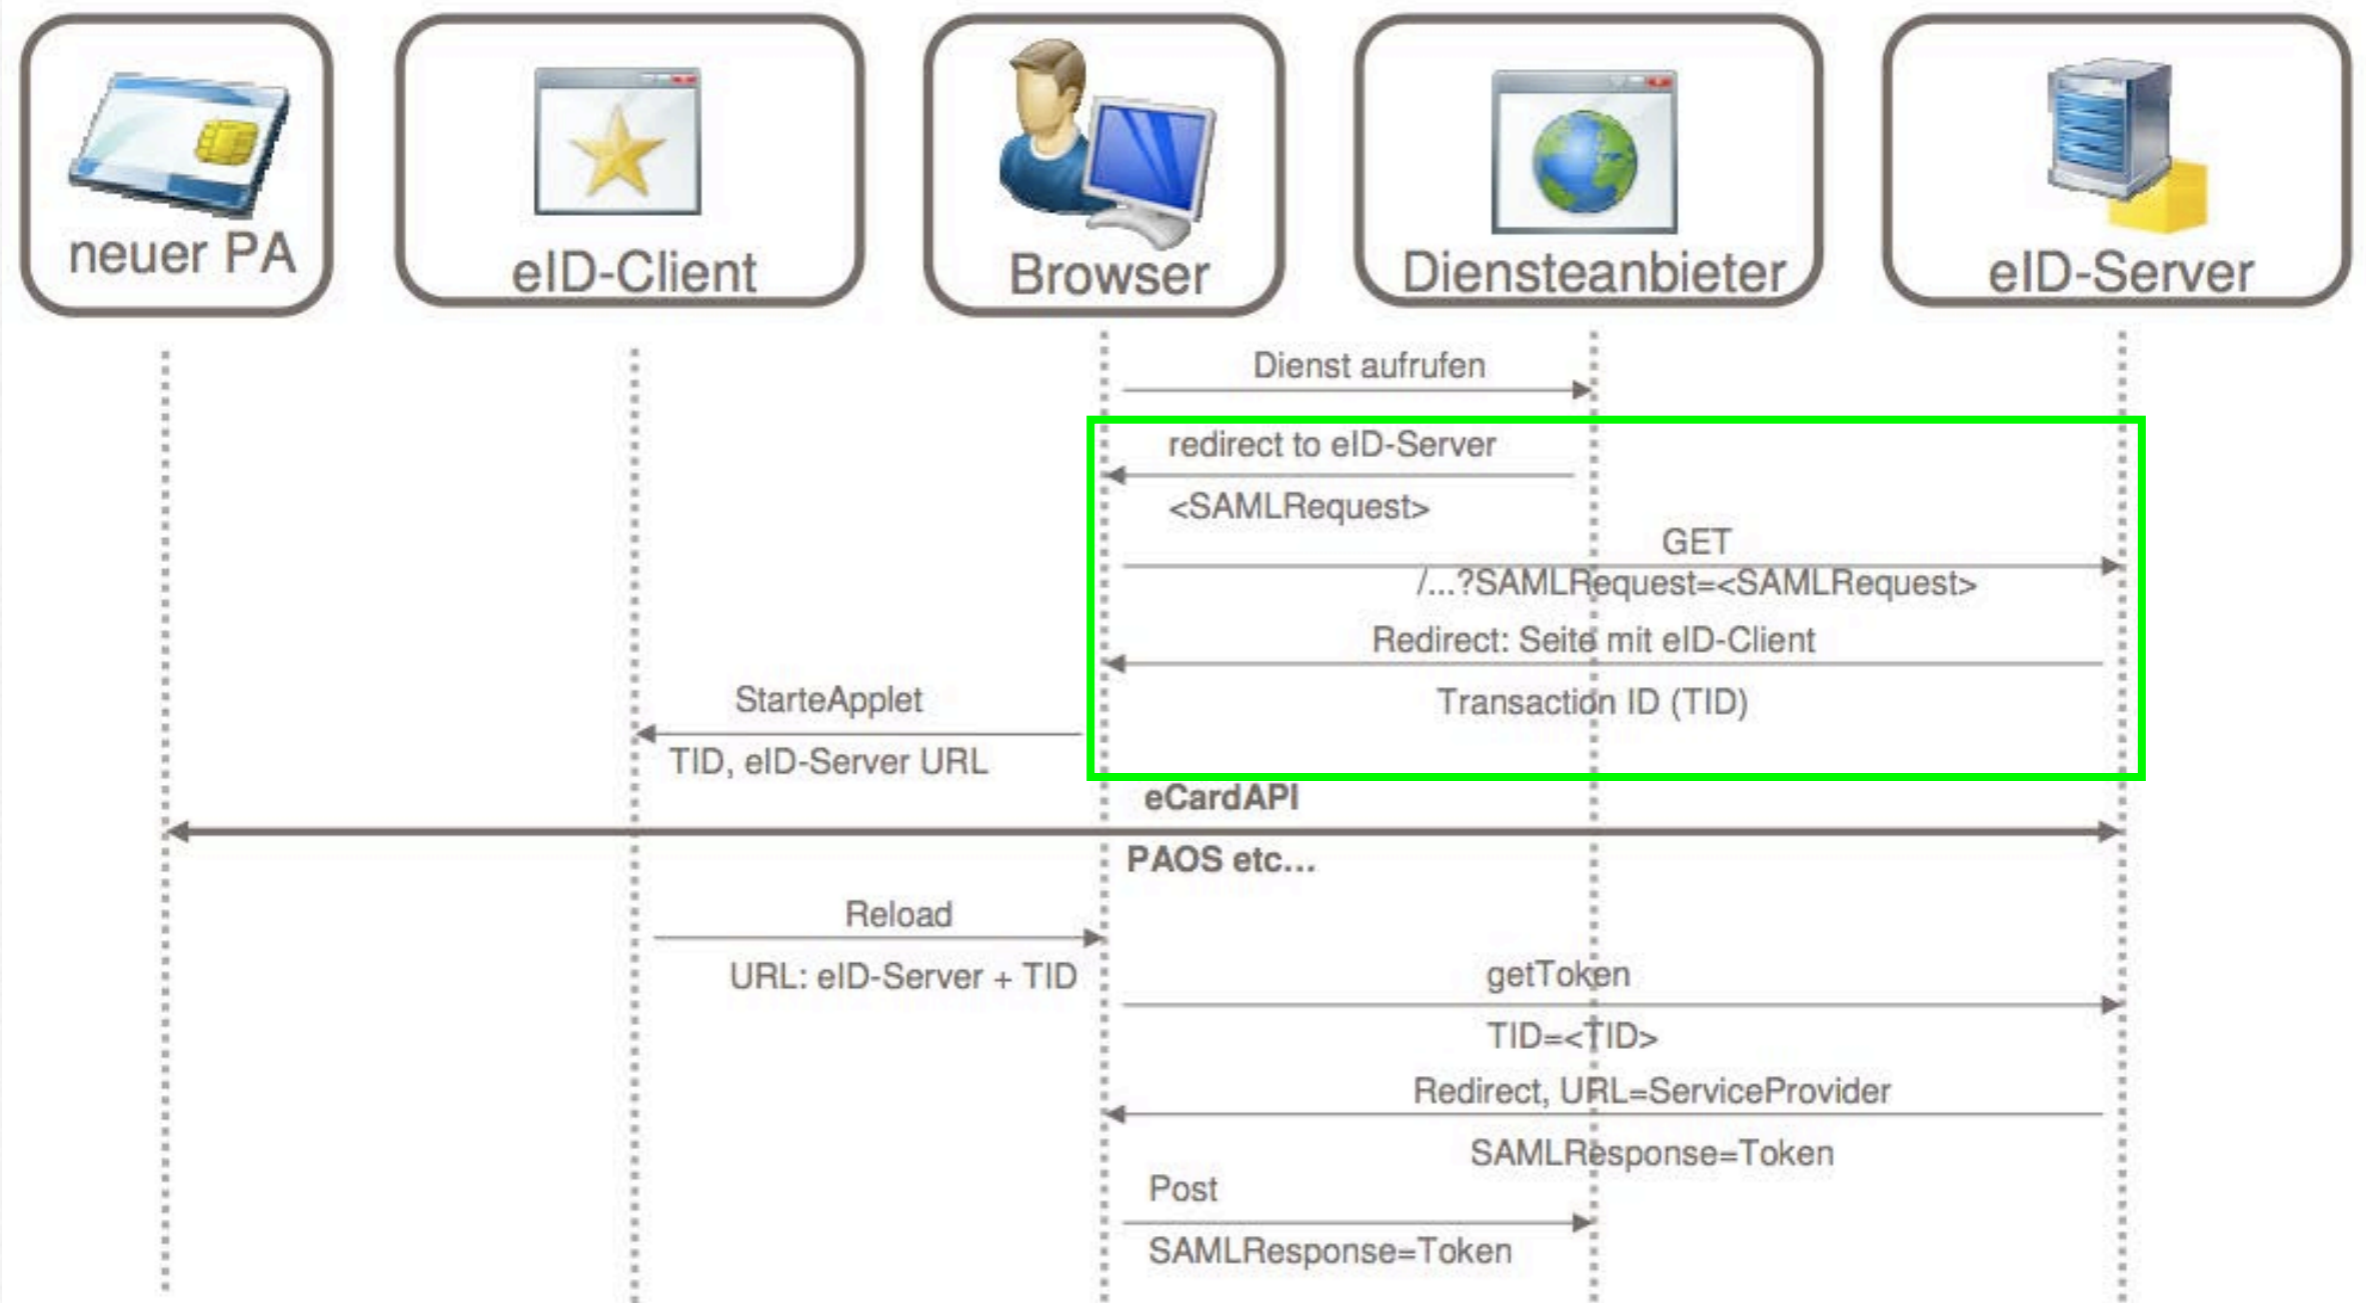 neuer PA
eID-Client
Browser
Diensteanbieter
eID-Server
Dienst aufrufen
redirect to eID-Server
<SAMLRequest>
GET
/...?SAMLRequest=<SAMLRequest>
Redirect: Seite mit eID-Client
Transaction ID (TID)
StarteApplet
TID, eID-Server URL
eCardAPI
PAOS etc...
Reload
URL: eID-Server + TID
getToken
TID=<TID>
Redirect, URL=ServiceProvider
SAMLResponse=Token
Post
SAMLResponse=Token